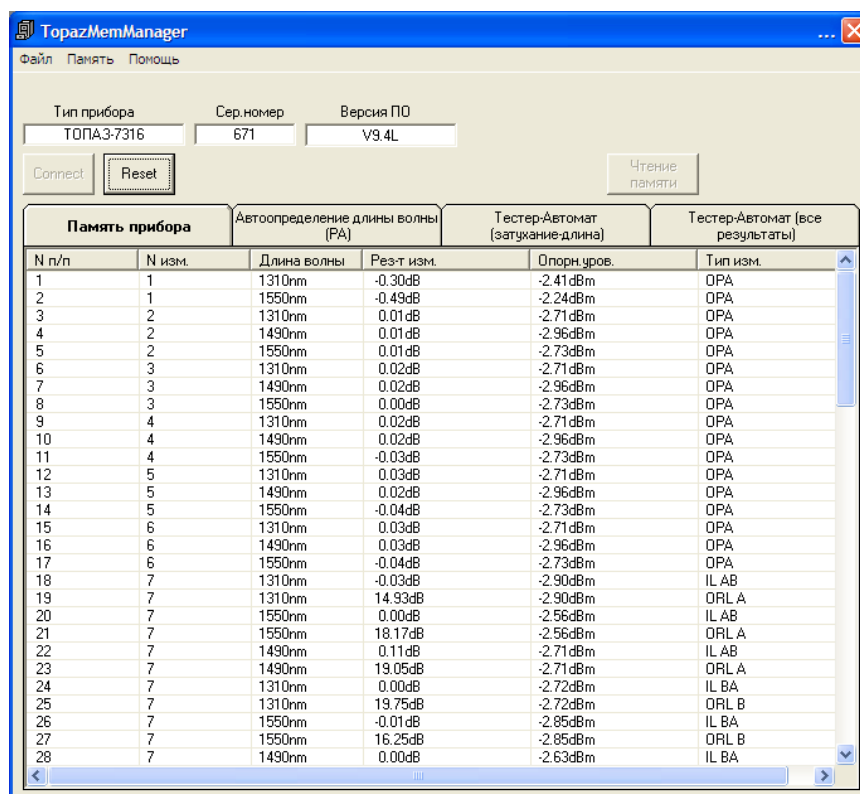 TopazMemManager ...
Файл Память Помощь
Тип прибора Сер.номер Версия ПО
ТОПАЗ-7316 671 V9.4L
Connect Reset Чтение памяти
Память прибора Автоопределение длины волны (РА) Тестер-Автомат (затухание-длина) Тестер-Автомат (все результаты)
N п/п N изм. Длина волны Рез-т изм. Опорн.уров. Тип изм.
1 1 1310nm -0.30dB -2.41dBm OPA
2 1 1550nm -0.49dB -2.24dBm OPA
3 2 1310nm 0.01dB -2.71dBm OPA
4 2 1490nm 0.01dB -2.96dBm OPA
5 2 1550nm 0.01dB -2.73dBm OPA
6 3 1310nm 0.02dB -2.71dBm OPA
7 3 1490nm 0.02dB -2.96dBm OPA
8 3 1550nm 0.00dB -2.73dBm OPA
9 4 1310nm 0.02dB -2.71dBm OPA
10 4 1490nm 0.02dB -2.96dBm OPA
11 4 1550nm -0.03dB -2.73dBm OPA
12 5 1310nm 0.03dB -2.71dBm OPA
13 5 1490nm 0.02dB -2.96dBm OPA
14 5 1550nm -0.04dB -2.73dBm OPA
15 6 1310nm 0.03dB -2.71dBm OPA
16 6 1490nm 0.03dB -2.96dBm OPA
17 6 1550nm -0.04dB -2.73dBm OPA
18 7 1310nm -0.03dB -2.90dBm IL AB
19 7 1310nm 14.93dB -2.90dBm ORL A
20 7 1550nm 0.00dB -2.56dBm IL AB
21 7 1550nm 18.17dB -2.56dBm ORL A
22 7 1490nm 0.11dB -2.71dBm IL AB
23 7 1490nm 19.05dB -2.71dBm ORL A
24 7 1310nm 0.00dB -2.72dBm IL BA
25 7 1310nm 19.75dB -2.72dBm ORL B
26 7 1550nm -0.01dB -2.85dBm IL BA
27 7 1550nm 16.25dB -2.85dBm ORL B
28 7 1490nm 0.00dB -2.63dBm IL BA